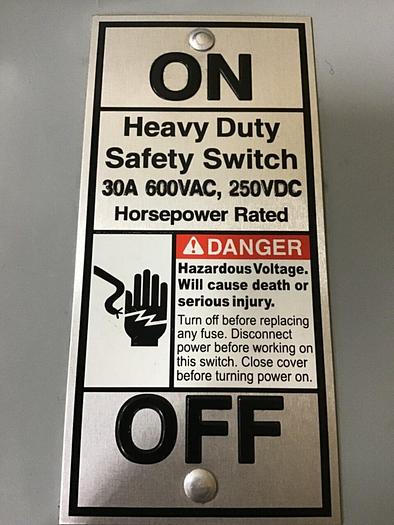 ON
Heavy Duty
Safety Switch
30A 600VAC, 250VDC
Horsepower Rated
DANGER
Hazardous Voltage.
Will cause death or
serious injury.
Turn off before replacing
any fuse. Disconnect
power before working on
this switch. Close cover
before turning power on.
OFF